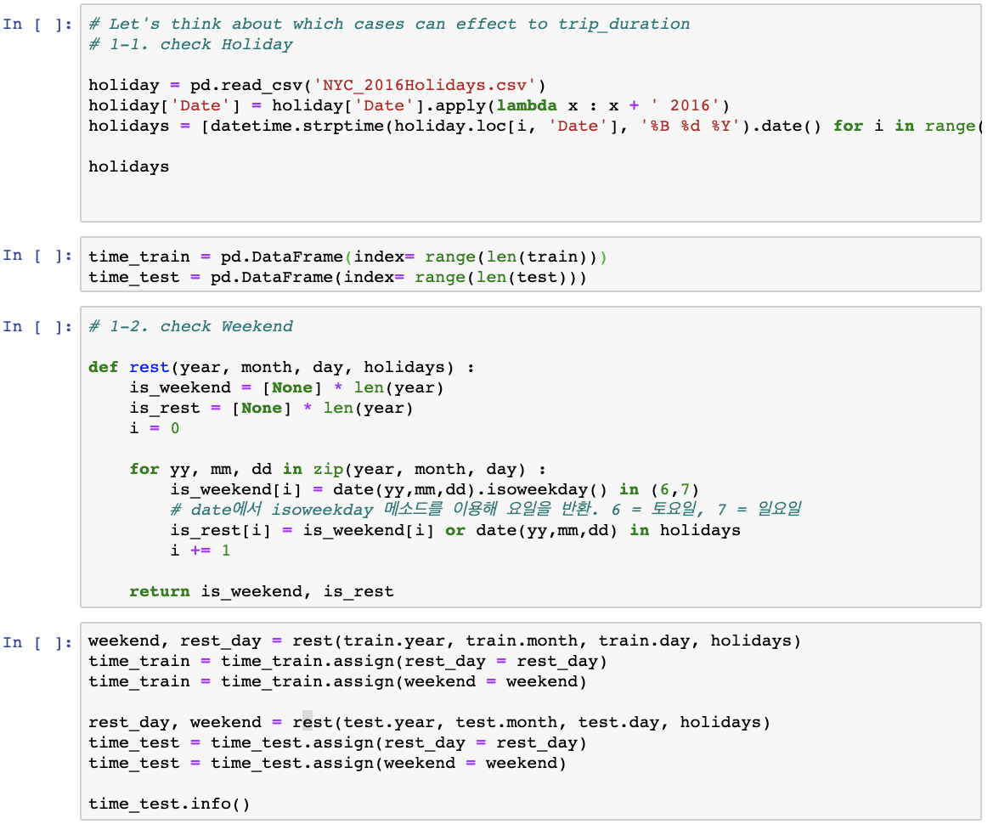 In [ ]:
# Let's think about which cases can effect to trip_duration
# 1-1. check Holiday
holiday = pd.read_csv('NYC_2016Holidays.csv')
holiday['Date'] = holiday['Date'].apply(lambda x : x + ' 2016')
holidays = [datetime.strptime(holiday.loc[i, 'Date'], '%B %d %Y').date() for i in range(
holidays
In [ ]:
time_train = pd.DataFrame(index= range(len(train)))
time_test = pd.DataFrame(index= range(len(test)))
In [ ]:
# 1-2. check Weekend
def rest(year, month, day, holidays) :
    is_weekend = [None] * len(year)
    is_rest = [None] * len(year)
    i = 0
    for yy, mm, dd in zip(year, month, day) :
        is_weekend[i] = date(yy,mm,dd).isoweekday() in (6,7)
        # date에서 isoweekday 메소드를 이용해 요일을 반환. 6 = 토요일, 7 = 일요일
        is_rest[i] = is_weekend[i] or date(yy,mm,dd) in holidays
        i += 1
    return is_weekend, is_rest
In [ ]:
weekend, rest_day = rest(train.year, train.month, train.day, holidays)
time_train = time_train.assign(rest_day = rest_day)
time_train = time_train.assign(weekend = weekend)
rest_day, weekend = rest(test.year, test.month, test.day, holidays)
time_test = time_test.assign(rest_day = rest_day)
time_test = time_test.assign(weekend = weekend)
time_test.info()